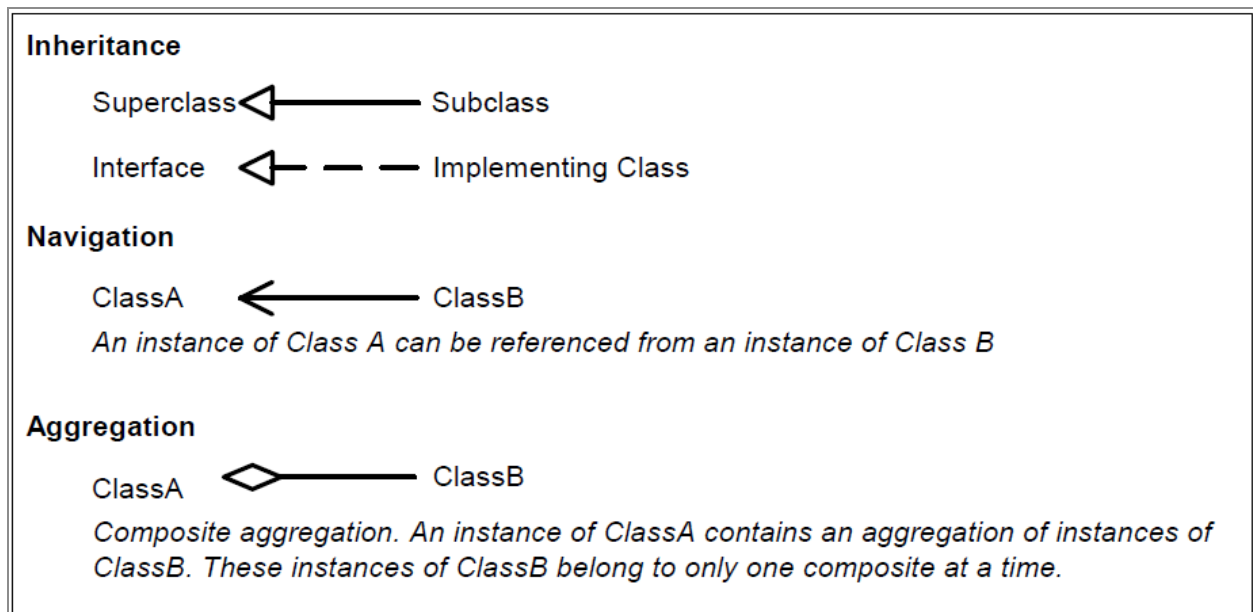 Inheritance
Superclass Subclass
Interface Implementing Class
Navigation
ClassA ClassB
An instance of Class A can be referenced from an instance of Class B
Aggregation
ClassA ClassB
Composite aggregation. An instance of ClassA contains an aggregation of instances of
ClassB. These instances of ClassB belong to only one composite at a time.